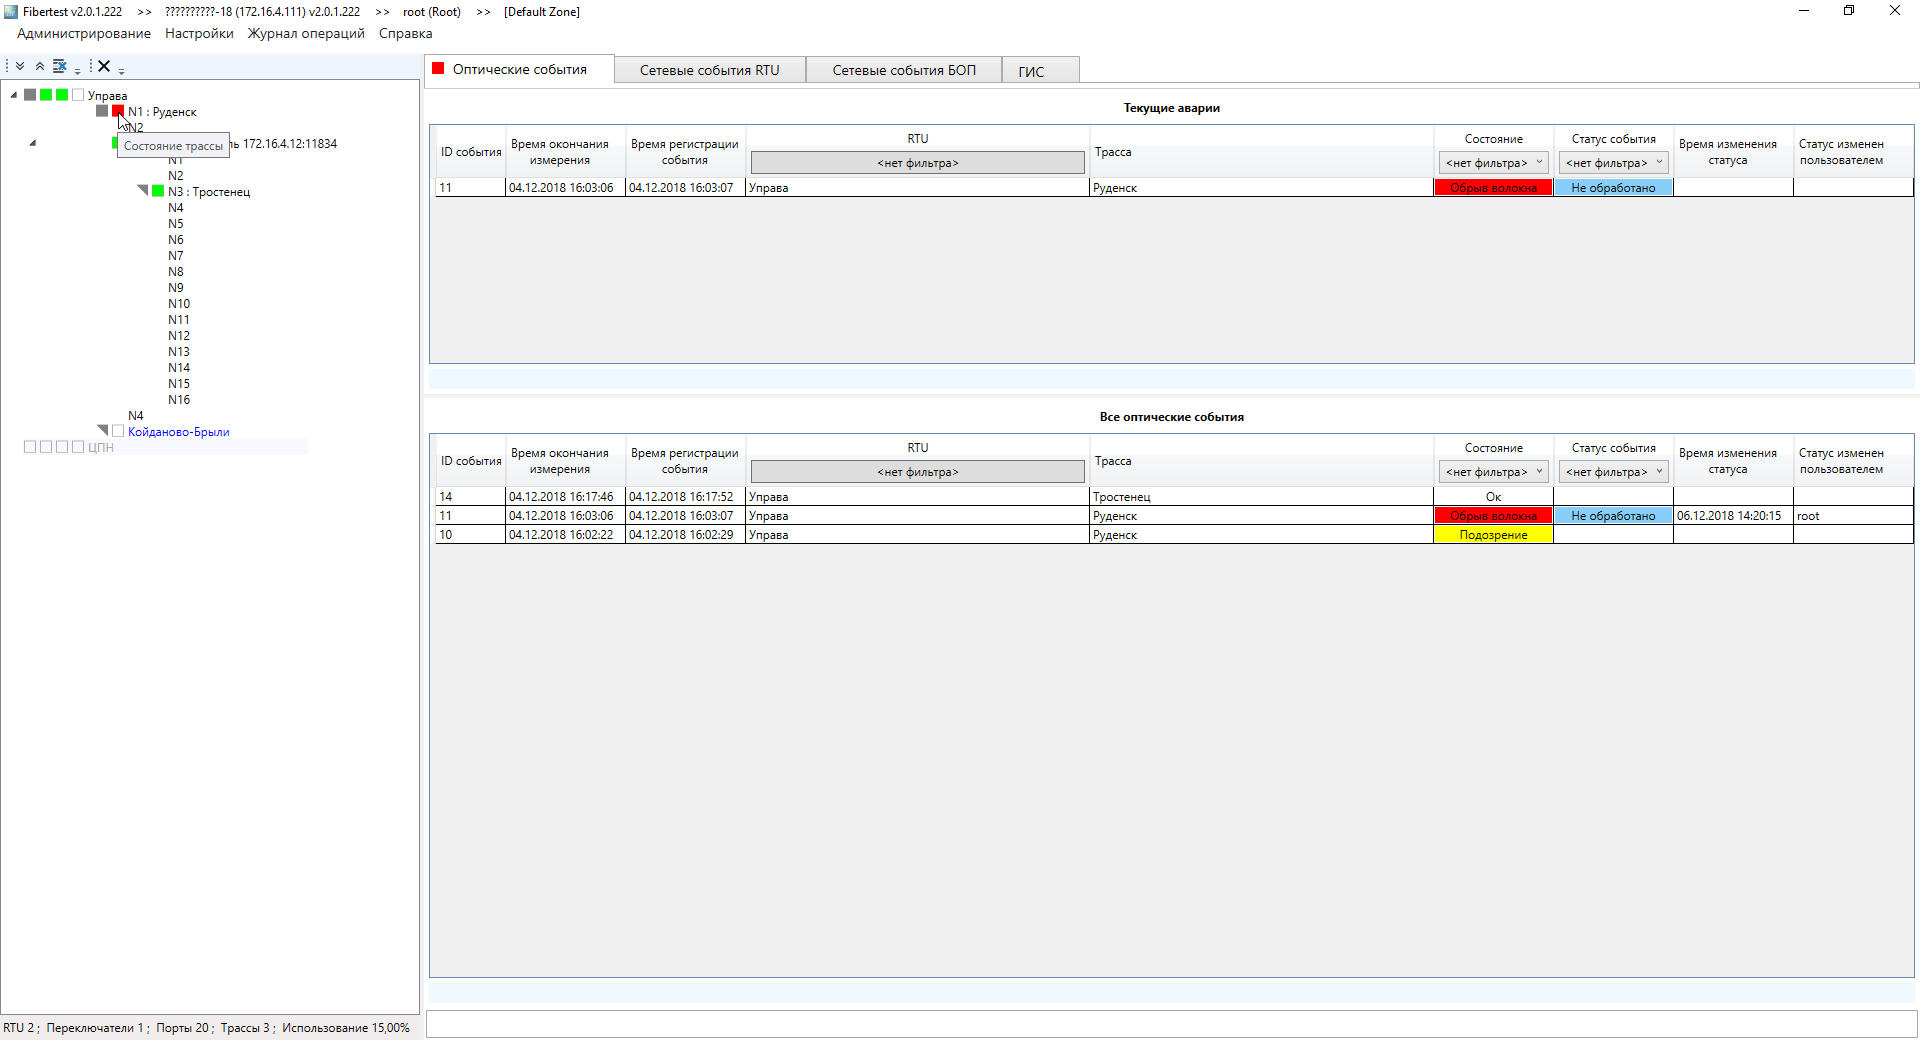 Fibertest v2.0.1.222 >> ??????????-18 (172.16.4.111) v2.0.1.222 >> root (Root) >> [Default Zone]
Администрирование Настройки Журнал операций Справка
Оптические события Сетевые события RTU Сетевые события БОП ГИС
Управа
N1 : Руденск
N2
Состояние трассы
ль 172.16.4.12:11834
N1
N2
N3 : Тростенец
N4
N5
N6
N7
N8
N9
N10
N11
N12
N13
N14
N15
N16
N4
Койданово-Брыли
ЦПН
RTU 2 ; Переключатели 1 ; Порты 20 ; Трассы 3 ; Использование 15,00%
Текущие аварии
ID события Время окончания измерения Время регистрации события RTU Трасса Состояние Статус события Время изменения статуса Статус изменен пользователем
<нет фильтра> <нет фильтра> <нет фильтра>
11 04.12.2018 16:03:06 04.12.2018 16:03:07 Управа Руденск Обрыв волокна Не обработано
Все оптические события
ID события Время окончания измерения Время регистрации события RTU Трасса Состояние Статус события Время изменения статуса Статус изменен пользователем
<нет фильтра> <нет фильтра> <нет фильтра>
14 04.12.2018 16:17:46 04.12.2018 16:17:52 Управа Тростенец Ок
11 04.12.2018 16:03:06 04.12.2018 16:03:07 Управа Руденск Обрыв волокна Не обработано 06.12.2018 14:20:15 root
10 04.12.2018 16:02:22 04.12.2018 16:02:29 Управа Руденск Подозрение